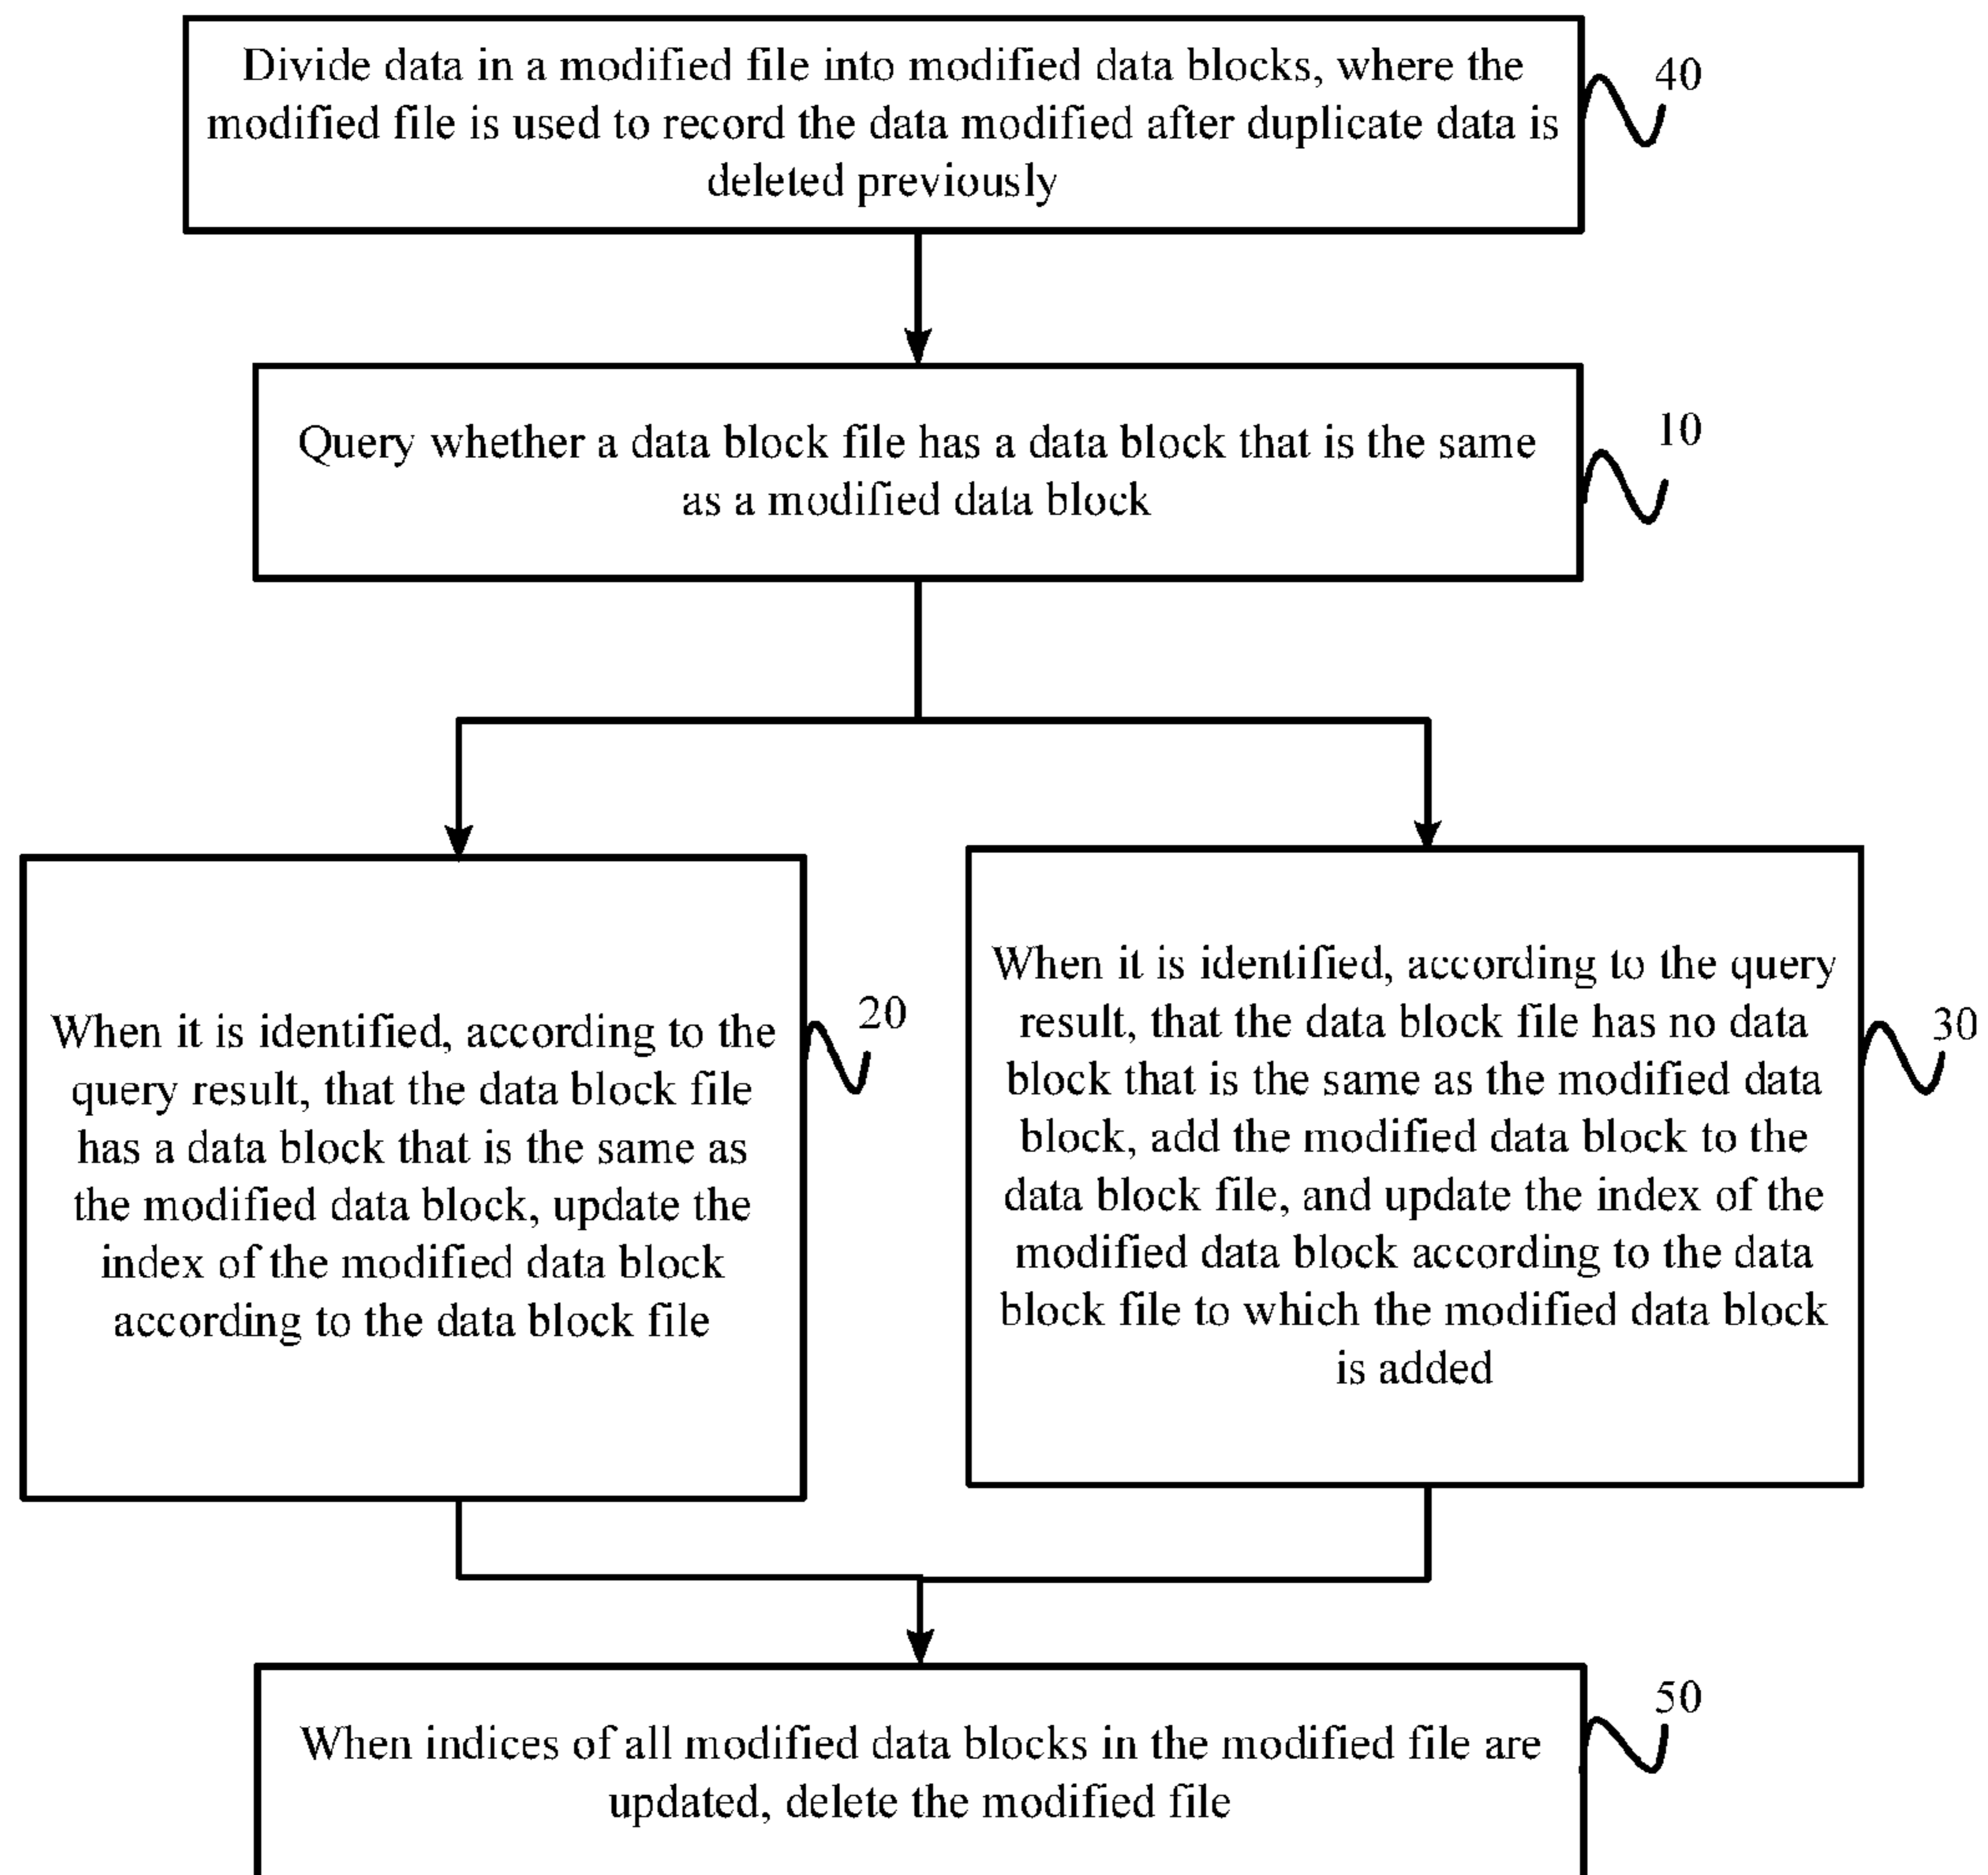 Divide data in a modified file into modified data blocks, where the
modified file is used to record the data modified after duplicate data is
deleted previously
40
Query whether a data block file has a data block that is the same
as a modified data block
10
When it is identified, according to the
query result, that the data block file
has a data block that is the same as
the modified data block, update the
index of the modified data block
according to the data block file
20
When it is identified, according to the query
result, that the data block file has no data
block that is the same as the modified data
block, add the modified data block to the
data block file, and update the index of the
modified data block according to the data
block file to which the modified data block
is added
30
When indices of all modified data blocks in the modified file are
updated, delete the modified file
50